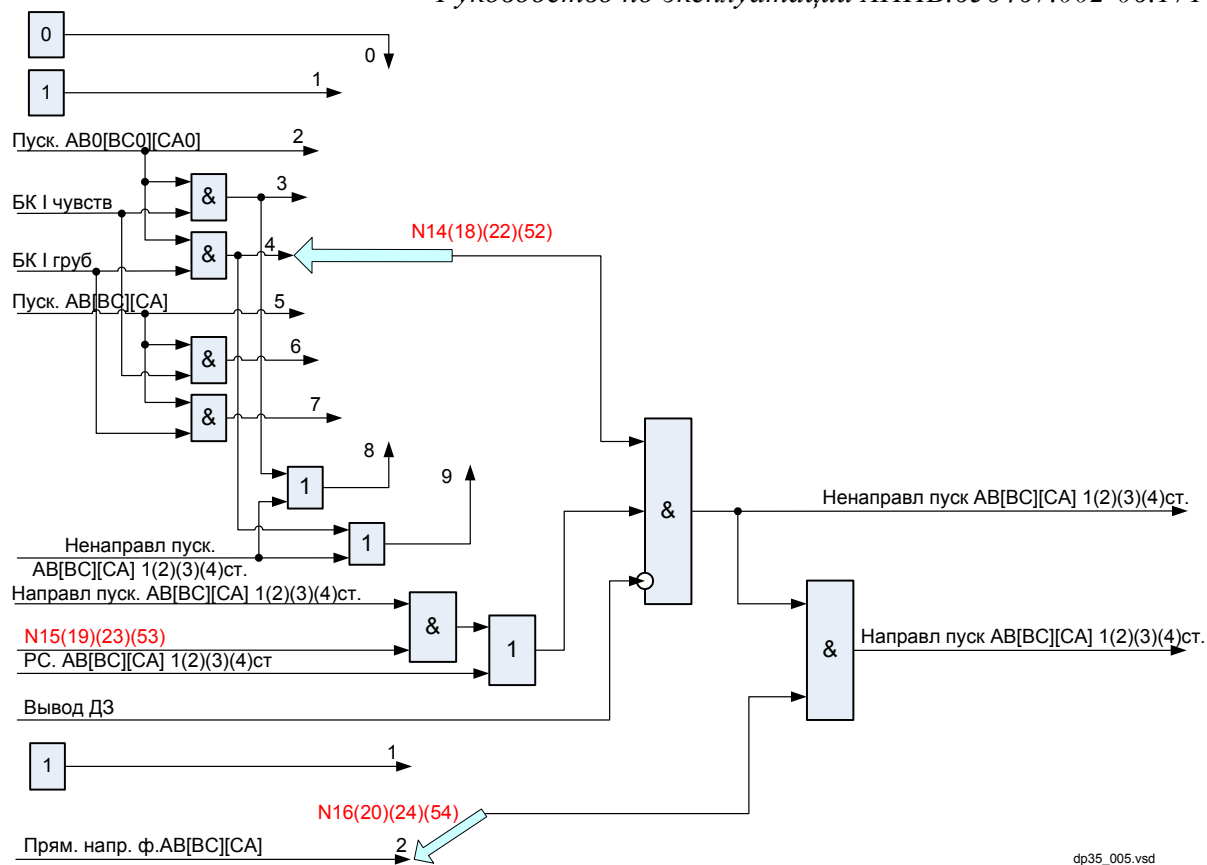 0
0
1
1
Пуск. АВ0[ВС0][СА0]
2
&
3
БК I чувств
N14(18)(22)(52)
&
4
БК I груб
Пуск. АВ[ВС][СА]
5
&
6
&
7
8
9
1
&
Ненаправл пуск АВ[ВС][СА] 1(2)(3)(4)ст.
1
Ненаправл пуск.
АВ[ВС][СА] 1(2)(3)(4)ст.
Направл пуск. АВ[ВС][СА] 1(2)(3)(4)ст.
&
N15(19)(23)(53)
1
&
Направл пуск АВ[ВС][СА] 1(2)(3)(4)ст.
РС. АВ[ВС][СА] 1(2)(3)(4)ст
Вывод ДЗ
1
1
N16(20)(24)(54)
Прям. напр. ф.АВ[ВС][СА]
2
dp35_005.vsd